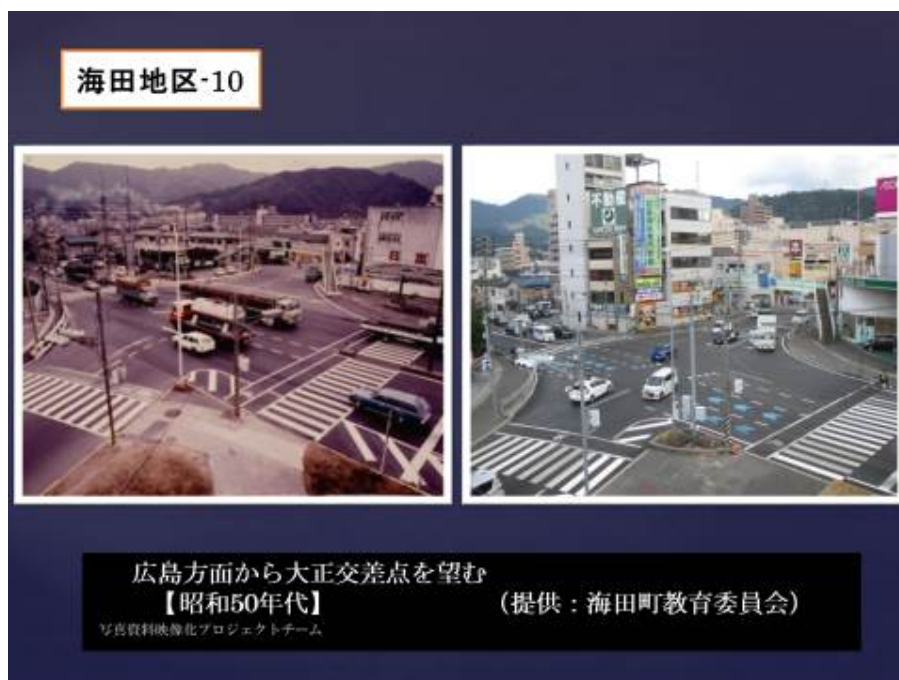 海田地区-10
不動産
広島方面から大正交差点を望む
【昭和50年代】
(提供:海田町教育委員会)
写真資料映像化プロジェクトチーム